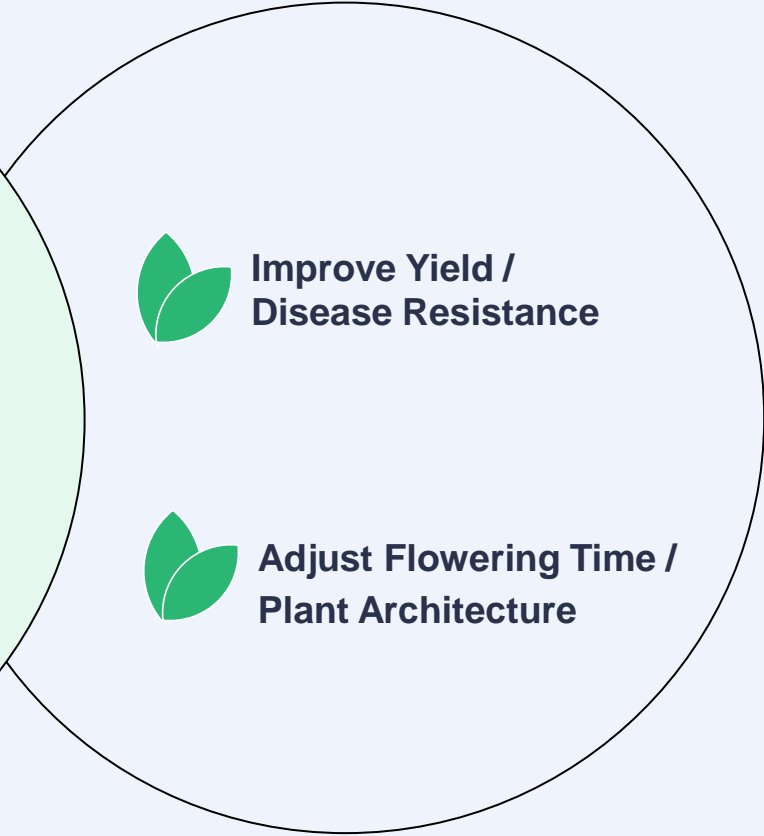 Improve Yield /
Disease Resistance
Adjust Flowering Time /
Plant Architecture